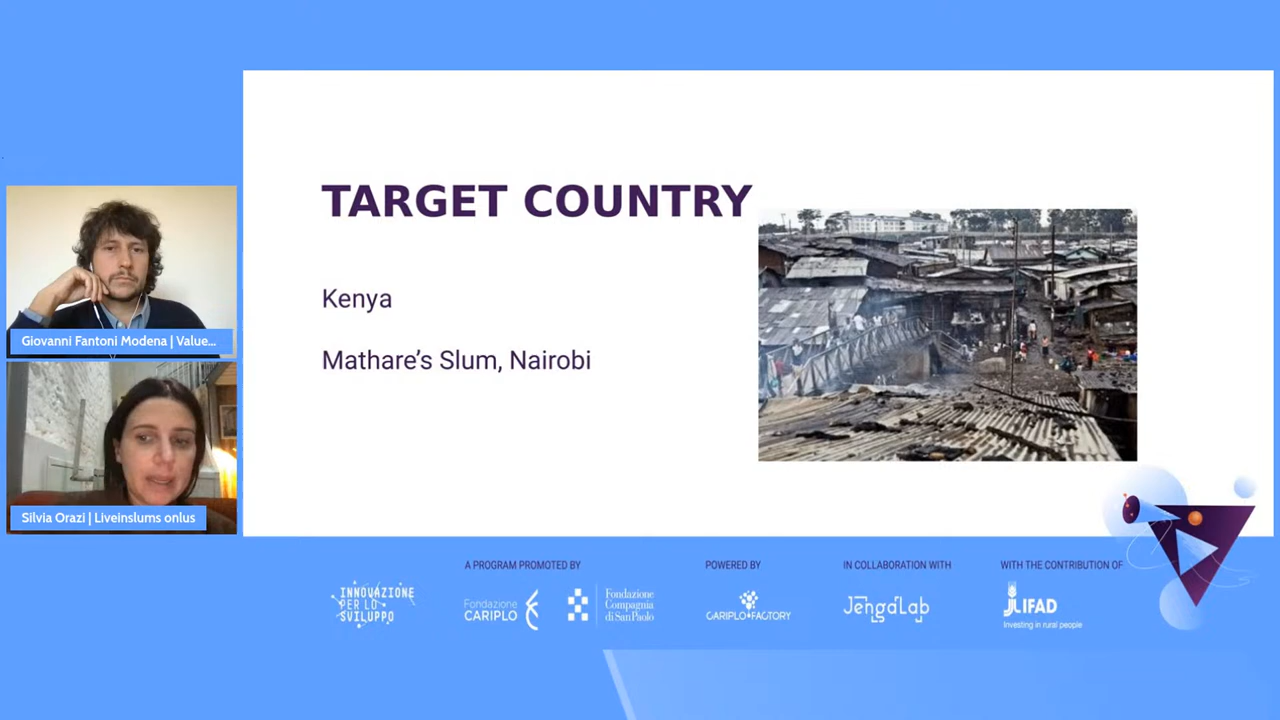 TARGET COUNTRY
Kenya
Mathare’s Slum, Nairobi
Giovanni Fantoni Modena | Value...
Silvia Orazi | Liveinslums onlus
A PROGRAM PROMOTED BY
POWERED BY
IN COLLABORATION WITH
WITH THE CONTRIBUTION OF
INNOVAZIONE
PER LO
SVILUPPO
Fondazione
CARIPLO
Fondazione
Compagnia
di San Paolo
CARIPLO FACTORY
JengaLab
JLIFAD
Investing in rural people